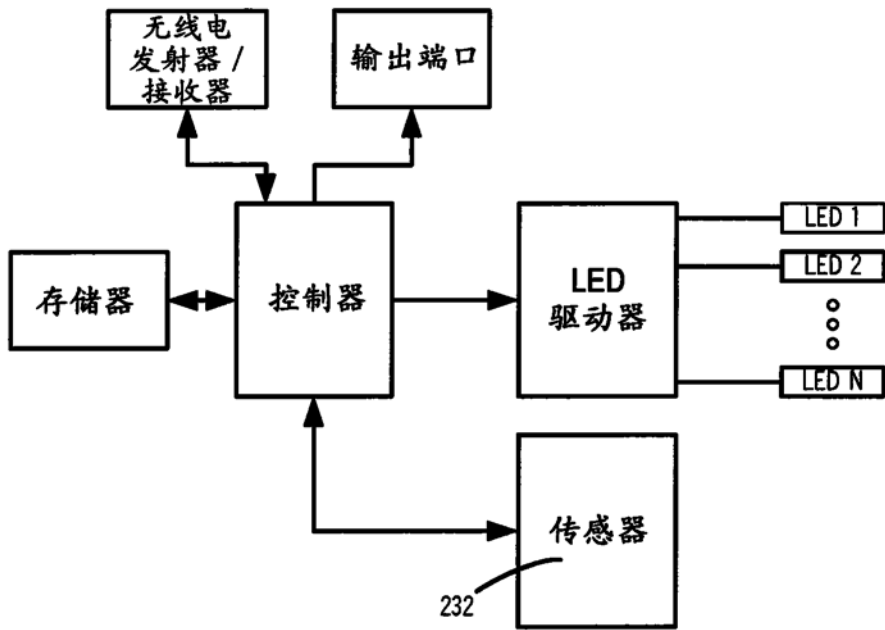 无线电
发射器 /
接收器
输出端口
存储器
控制器
LED
驱动器
LED 1
LED 2
LED N
传感器
232